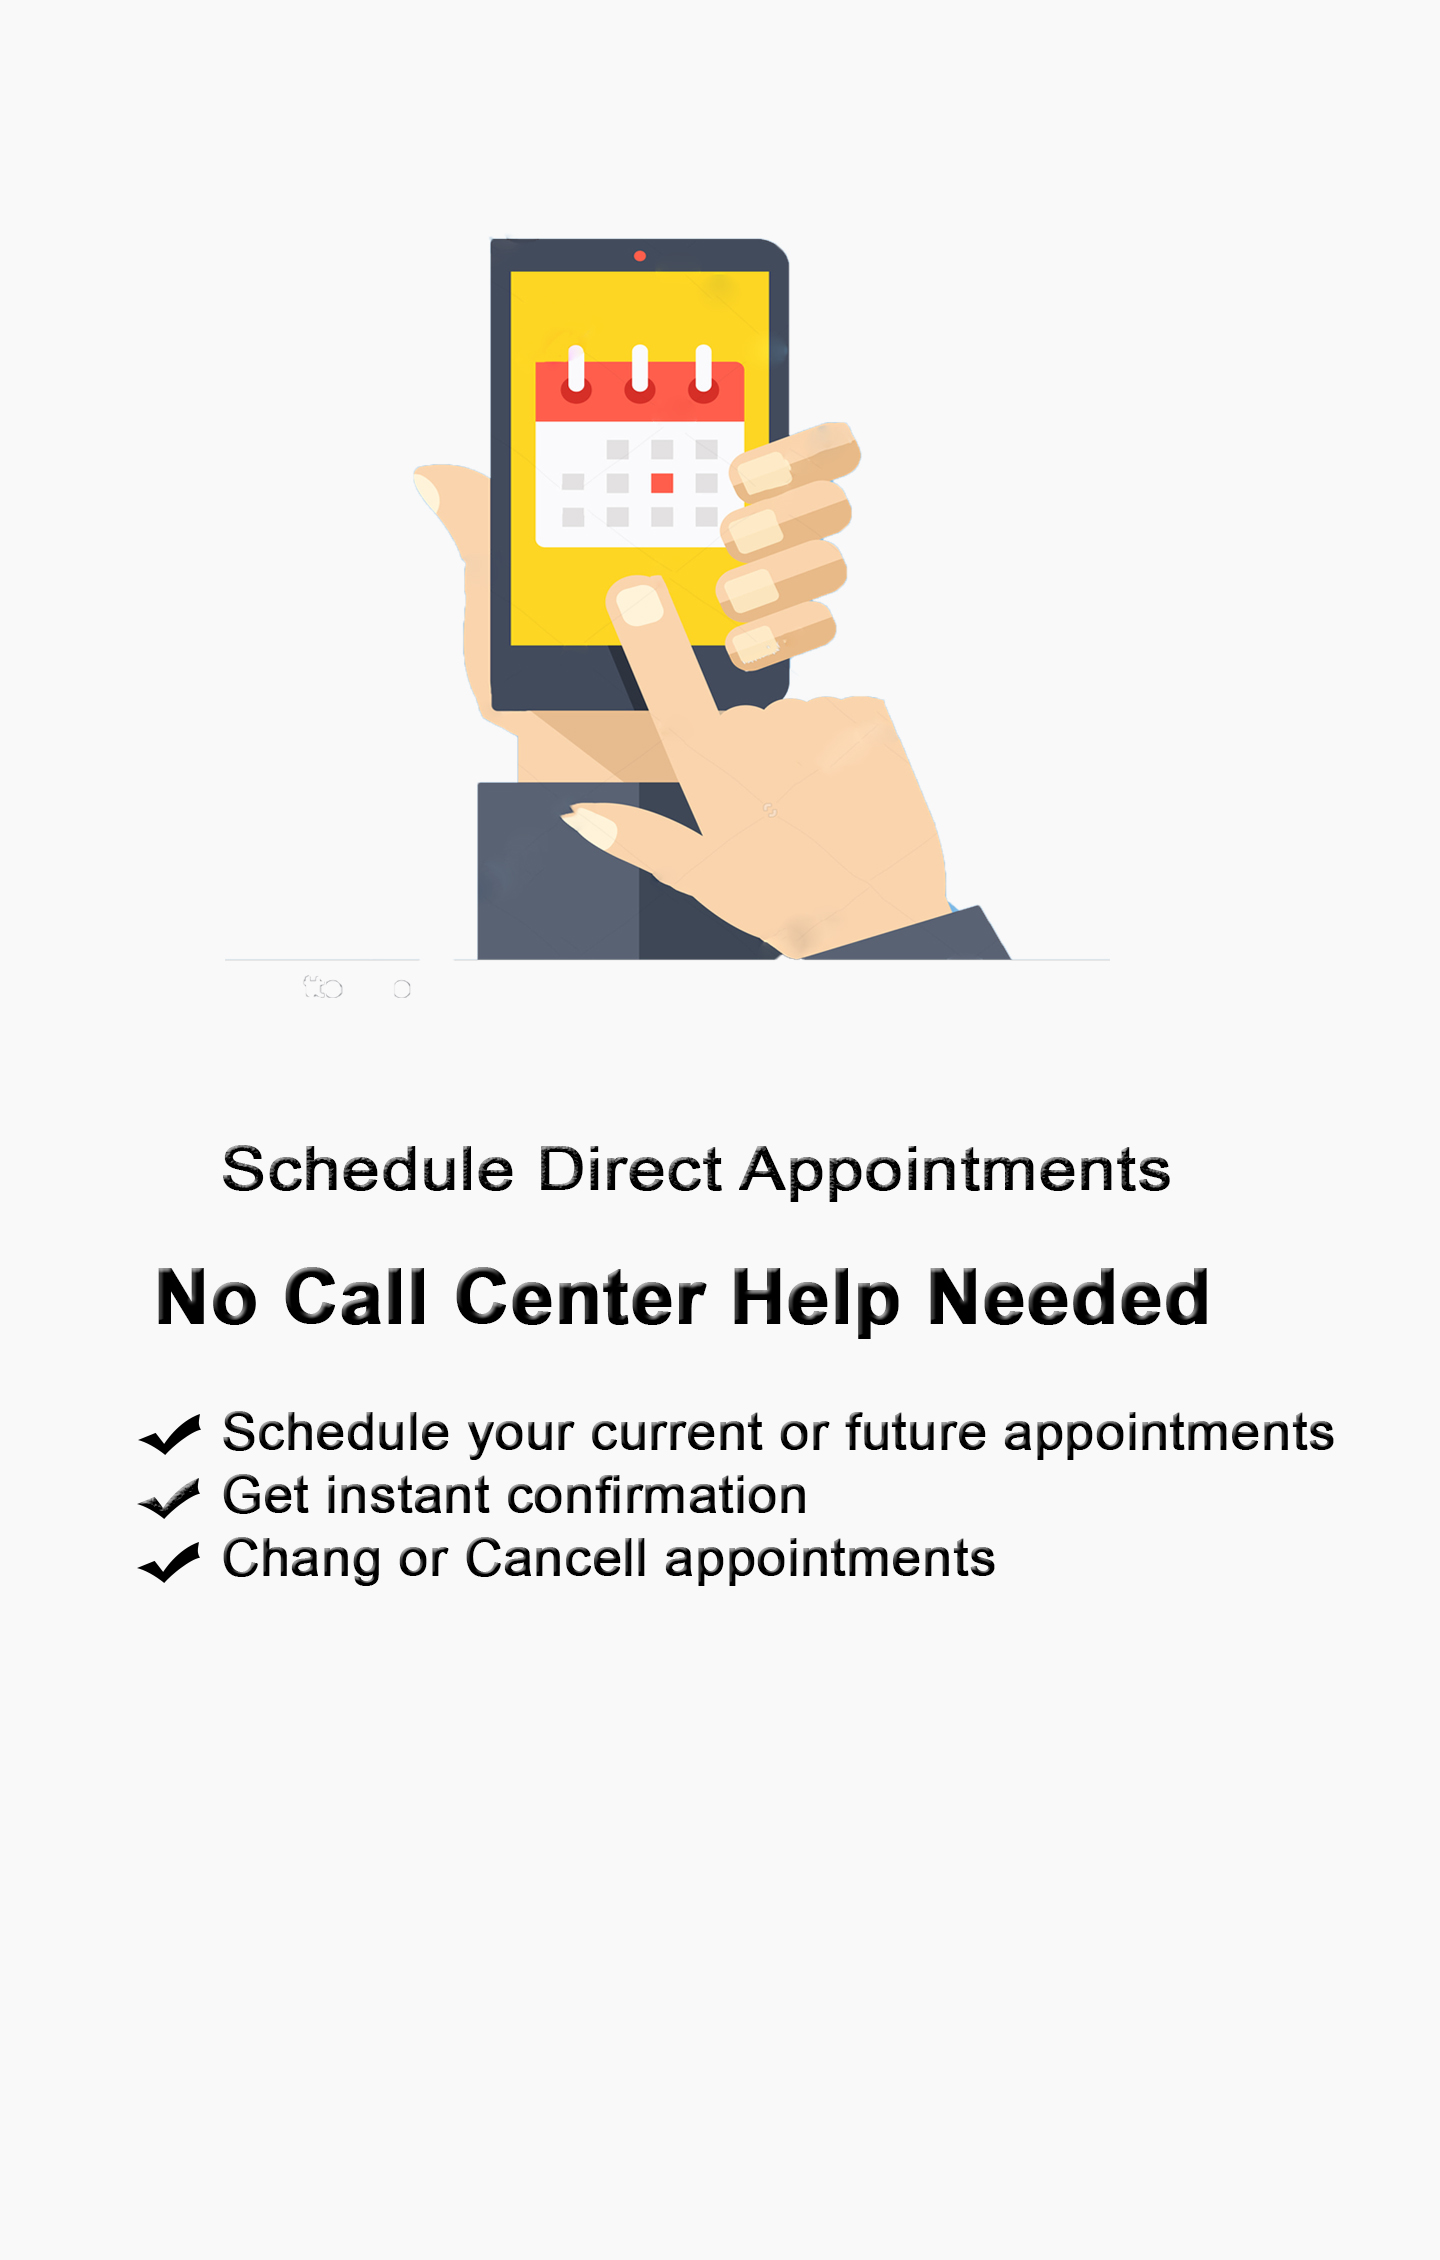 Schedule Direct Appointments
No Call Center Help Needed
Schedule your current or future appointments
Get instant confirmation
Chang or Cancell appointments